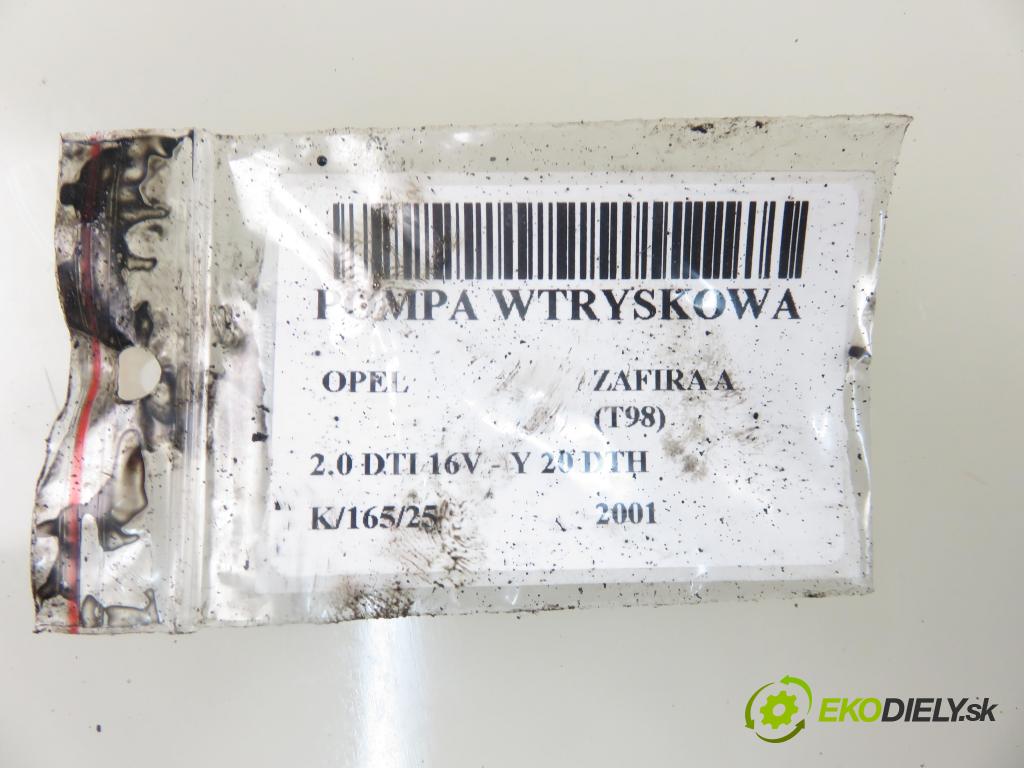 POMPA WTRYSKOWA
OPEL ZAFIRA A
(T98)
2.0 DTI 16V - Y 20 DTH
K/165/25 2001
EKODIELY.sk